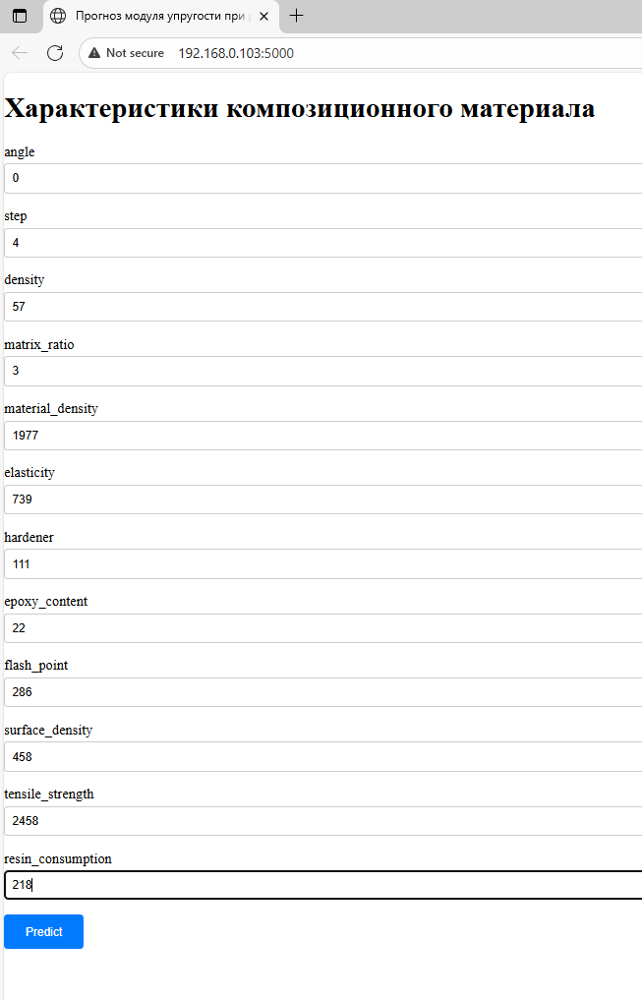 Прогноз модуля упругости при
Not secure 192.168.0.103:5000
Характеристики композиционного материала
angle
0
step
4
density
57
matrix_ratio
3
material_density
1977
elasticity
739
hardener
111
epoxy_content
22
flash_point
286
surface_density
458
tensile_strength
2458
resin_consumption
218
Predict